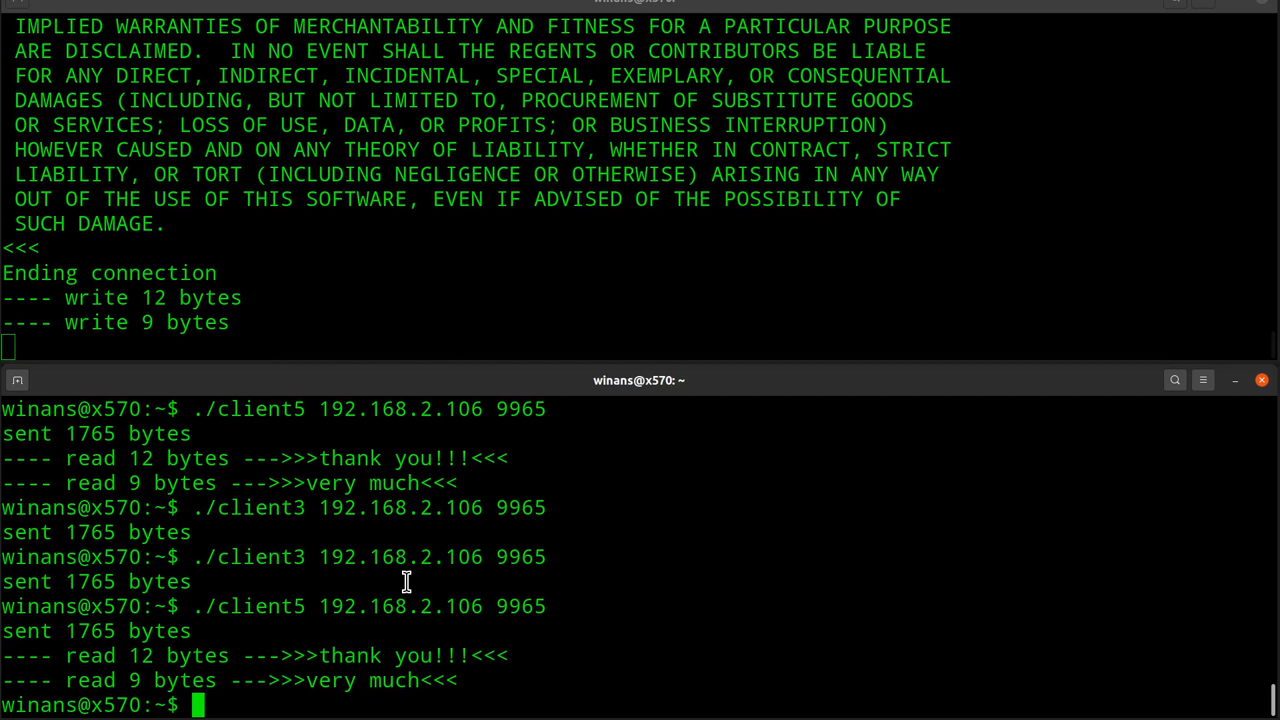 IMPLIED WARRANTIES OF MERCHANTABILITY AND FITNESS FOR A PARTICULAR PURPOSE
ARE DISCLAIMED.  IN NO EVENT SHALL THE REGENTS OR CONTRIBUTORS BE LIABLE
FOR ANY DIRECT, INDIRECT, INCIDENTAL, SPECIAL, EXEMPLARY, OR CONSEQUENTIAL
DAMAGES (INCLUDING, BUT NOT LIMITED TO, PROCUREMENT OF SUBSTITUTE GOODS
OR SERVICES; LOSS OF USE, DATA, OR PROFITS; OR BUSINESS INTERRUPTION)
HOWEVER CAUSED AND ON ANY THEORY OF LIABILITY, WHETHER IN CONTRACT, STRICT
LIABILITY, OR TORT (INCLUDING NEGLIGENCE OR OTHERWISE) ARISING IN ANY WAY
OUT OF THE USE OF THIS SOFTWARE, EVEN IF ADVISED OF THE POSSIBILITY OF
SUCH DAMAGE.
<<<
Ending connection
---- write 12 bytes
---- write 9 bytes
winans@x570: ~
winans@x570:~$ ./client5 192.168.2.106 9965
sent 1765 bytes
---- read 12 bytes --->>>thank you!!!<<<
---- read 9 bytes --->>>very much<<<
winans@x570:~$ ./client3 192.168.2.106 9965
sent 1765 bytes
winans@x570:~$ ./client3 192.168.2.106 9965
sent 1765 bytes
winans@x570:~$ ./client5 192.168.2.106 9965
sent 1765 bytes
---- read 12 bytes --->>>thank you!!!<<<
---- read 9 bytes --->>>very much<<<
winans@x570:~$